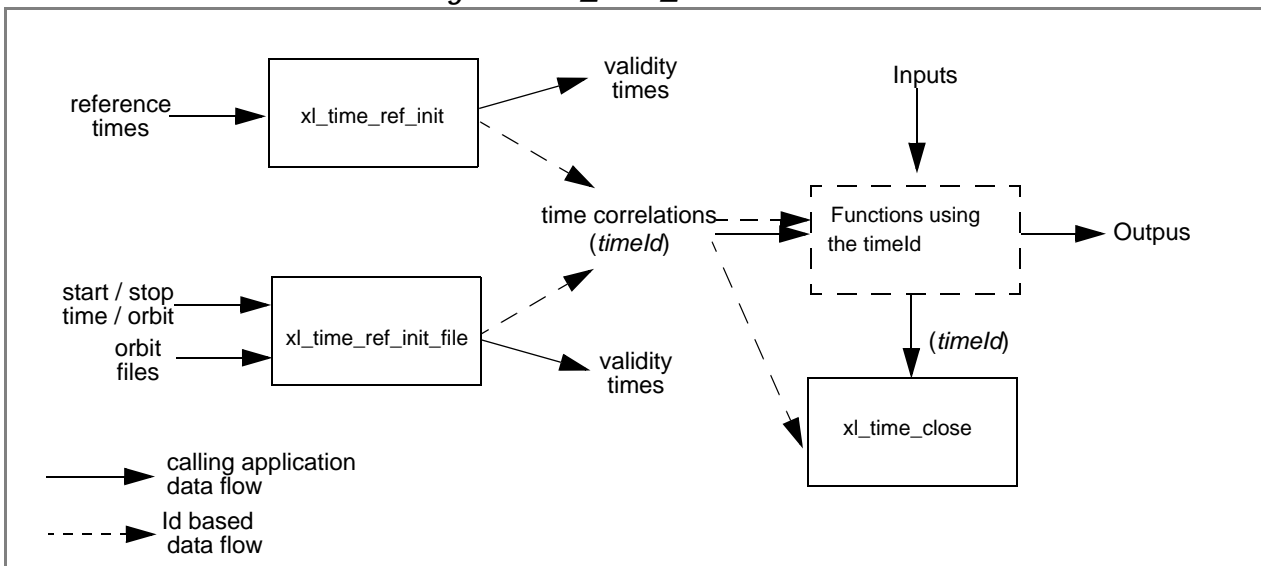 validity
times
Inputs
reference
times
xl_time_ref_init
time correlations
(timeId)
Functions using
the timeId
Outpus
start / stop
time / orbit
orbit
files
xl_time_ref_init_file
validity
times
(timeId)
xl_time_close
calling application
data flow
Id based
data flow